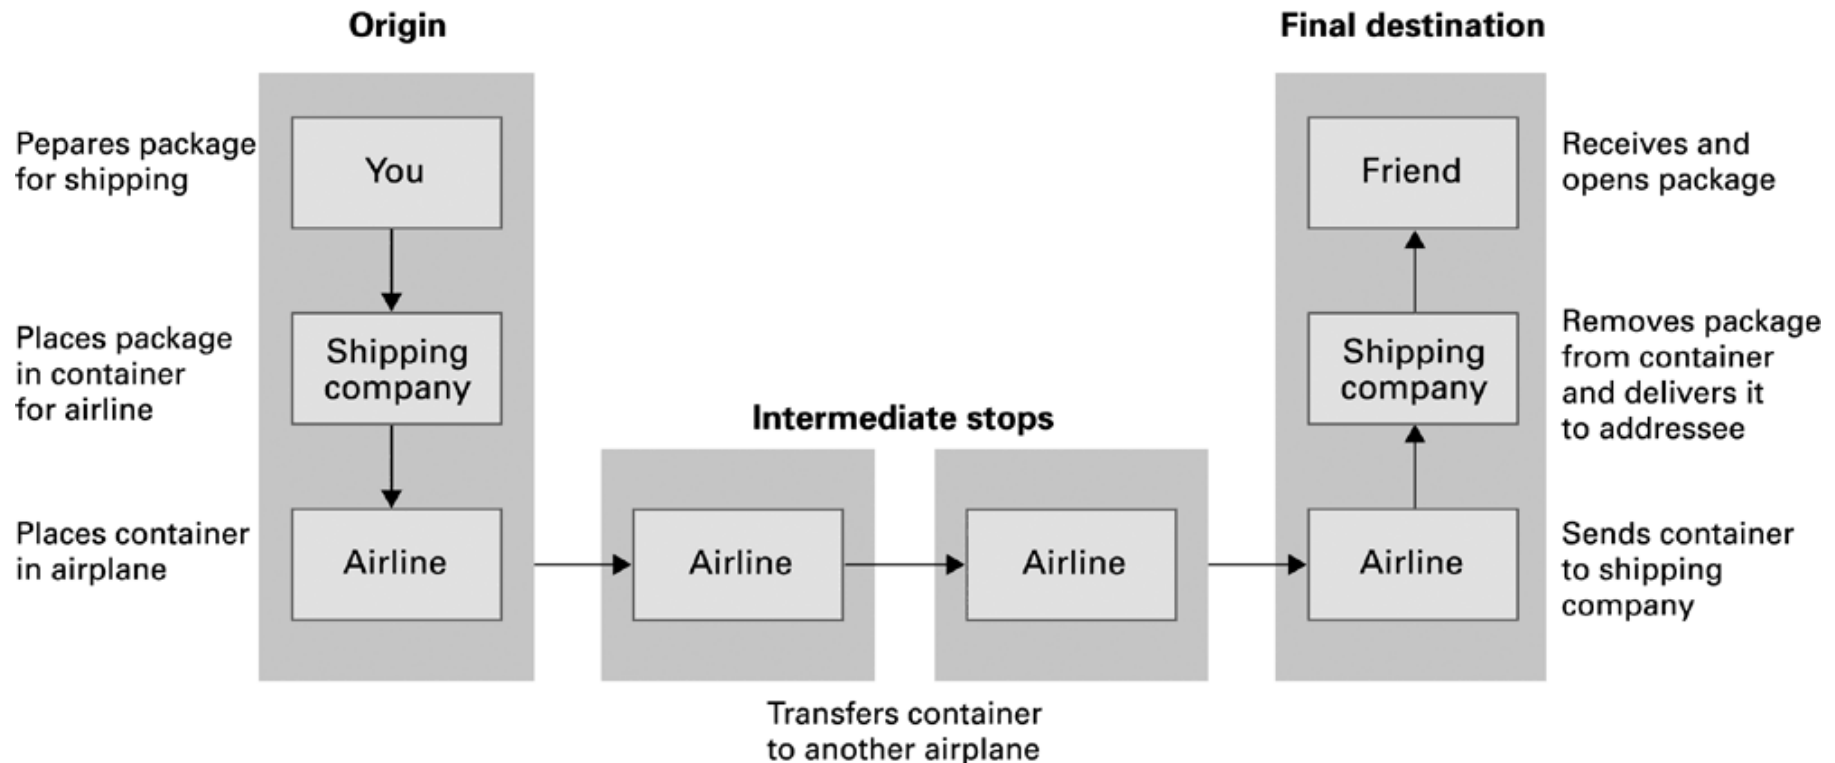 Origin
Final destination
Pepares package
for shipping
You
Friend
Receives and
opens package
Places package
in container
for airline
Shipping
company
Shipping
company
Removes package
from container
and delivers it
to addressee
Intermediate stops
Places container
in airplane
Airline
Airline
Airline
Airline
Sends container
to shipping
company
Transfers container
to another airplane